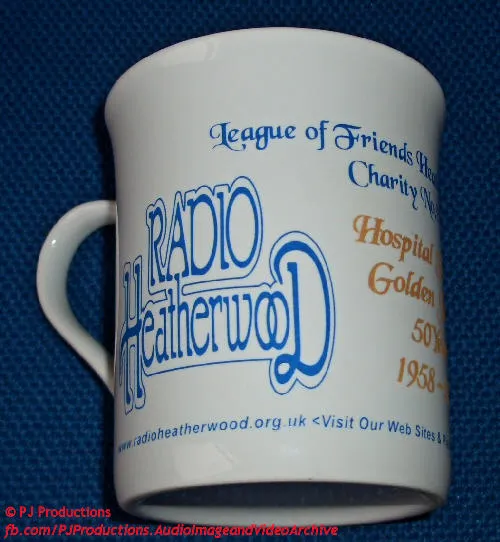 League of Friends
Charity No
RADIO
HeatherwooD
Hospital
Golden
50
1958 -
www.radioheatherwood.org.uk <Visit Our Web Sites &
© PJ Productions
fb.com/PJProductions.AudioImageandVideoArchive